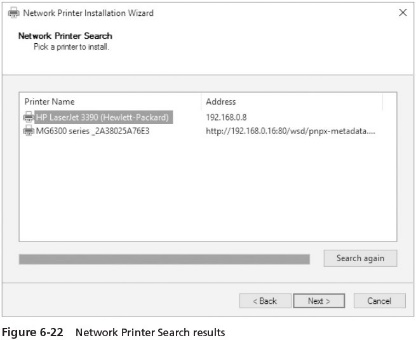 Network Printer Installation Wizard
Network Printer Search
Pick a printer to install.
Printer Name Address
HP LaserJet 3390 (Hewlett-Packard) 192.168.0.8
MG6300 series _2A38025A76E3 http://192.168.0.16:80/wsd/pnpx-metadata....
Search again
< Back Next > Cancel
Figure 6-22 Network Printer Search results